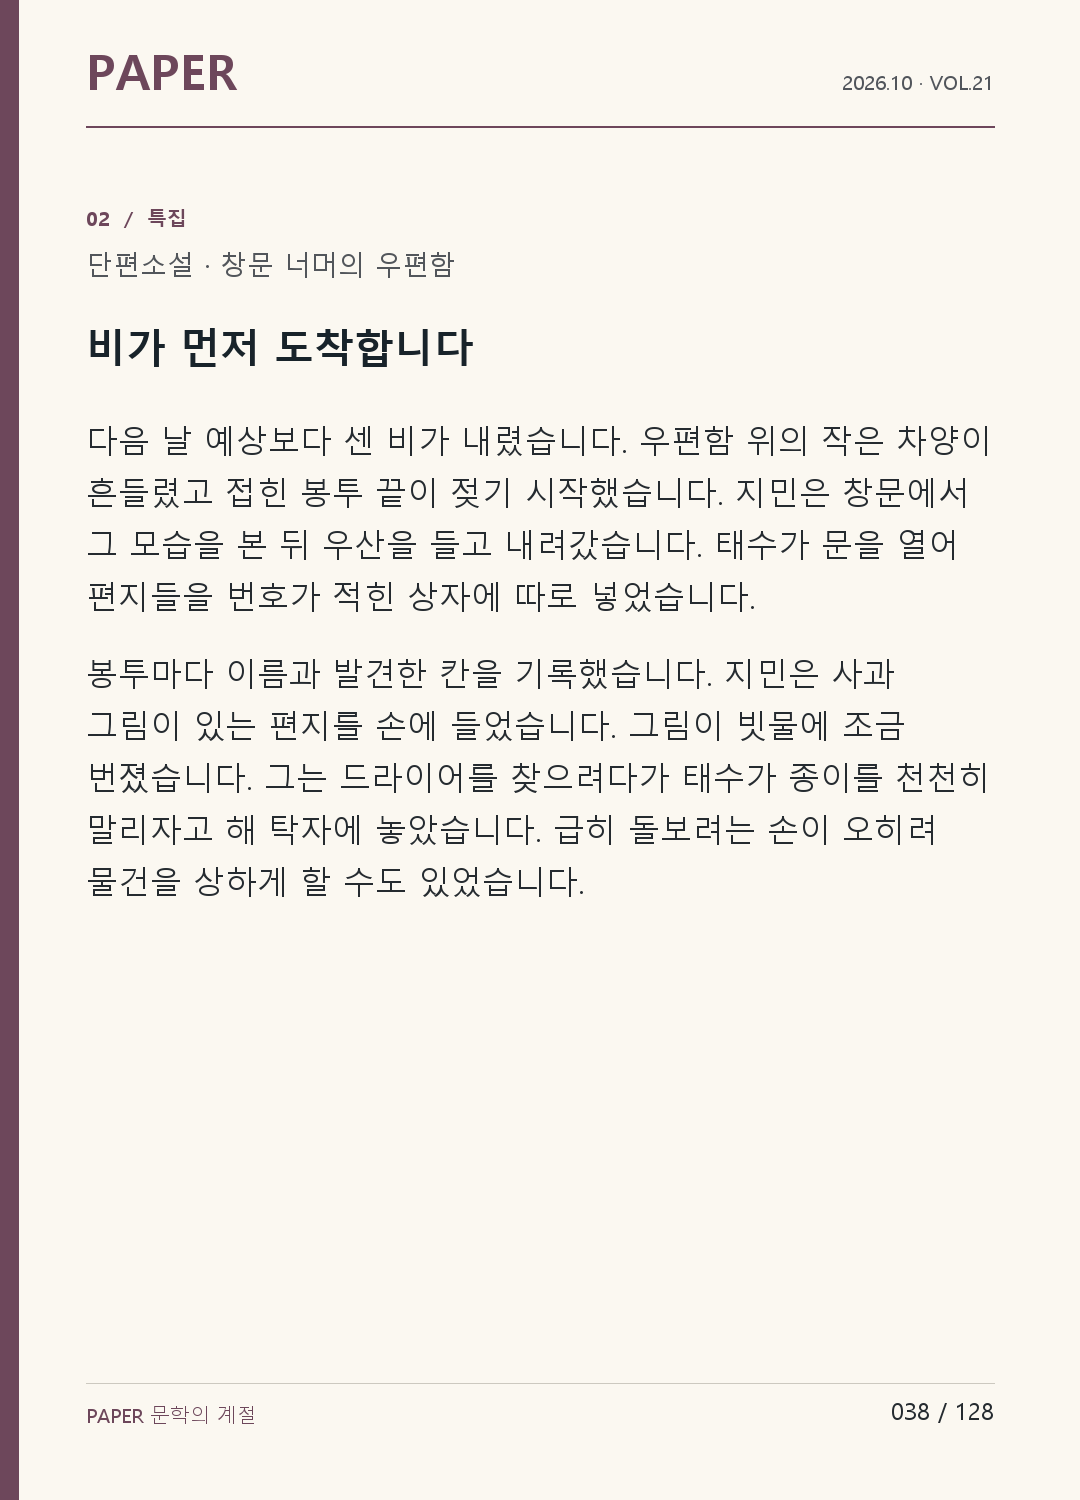 PAPER
2026.10 · VOL.21
02 / 특집
단편소설 · 창문 너머의 우편함
비가 먼저 도착합니다
다음 날 예상보다 센 비가 내렸습니다. 우편함 위의 작은 차양이
흔들렸고 접힌 봉투 끝이 젖기 시작했습니다. 지민은 창문에서
그 모습을 본 뒤 우산을 들고 내려갔습니다. 태수가 문을 열어
편지들을 번호가 적힌 상자에 따로 넣었습니다.
봉투마다 이름과 발견한 칸을 기록했습니다. 지민은 사과
그림이 있는 편지를 손에 들었습니다. 그림이 빗물에 조금
번졌습니다. 그는 드라이어를 찾으려다가 태수가 종이를 천천히
말리자고 해 탁자에 놓았습니다. 급히 돌보려는 손이 오히려
물건을 상하게 할 수도 있었습니다.
PAPER 문학의 계절
038 / 128